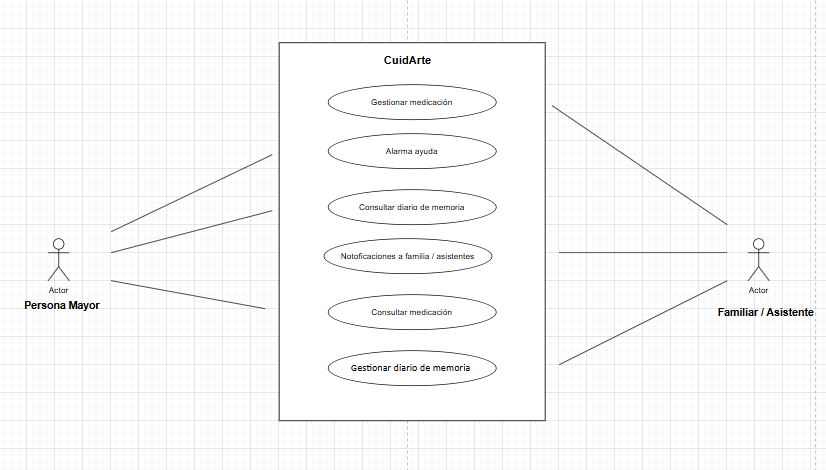 CuidArte
Gestionar medicación
Alarma ayuda
Consultar diario de memoria
Notoficaciones a familia / asistentes
Consultar medicación
Gestionar diario de memoria
Actor
Persona Mayor
Actor
Familiar / Asistente